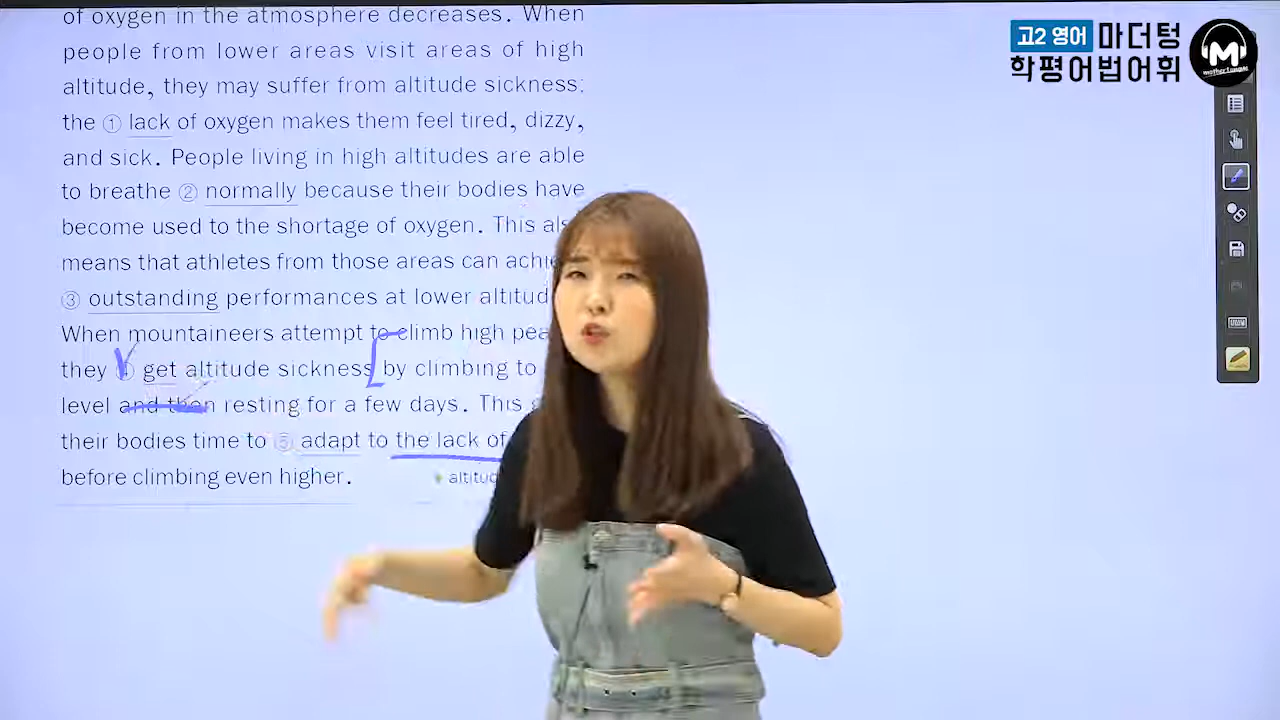 of oxygen in the atmosphere decreases. When
people from lower areas visit areas of high
altitude, they may suffer from altitude sickness;
the ① lack of oxygen makes them feel tired, dizzy,
and sick. People living in high altitudes are able
to breathe ② normally because their bodies have
become used to the shortage of oxygen. This als
means that athletes from those areas can achie
③ outstanding performances at lower altitud
When mountaineers attempt to climb high pea
they get altitude sickness by climbing to
level and then resting for a few days. This
their bodies time to ⑤ adapt to the lack of
before climbing even higher.
altitud
고2 영어 마더텅
학평어법어휘
M
mother tongue